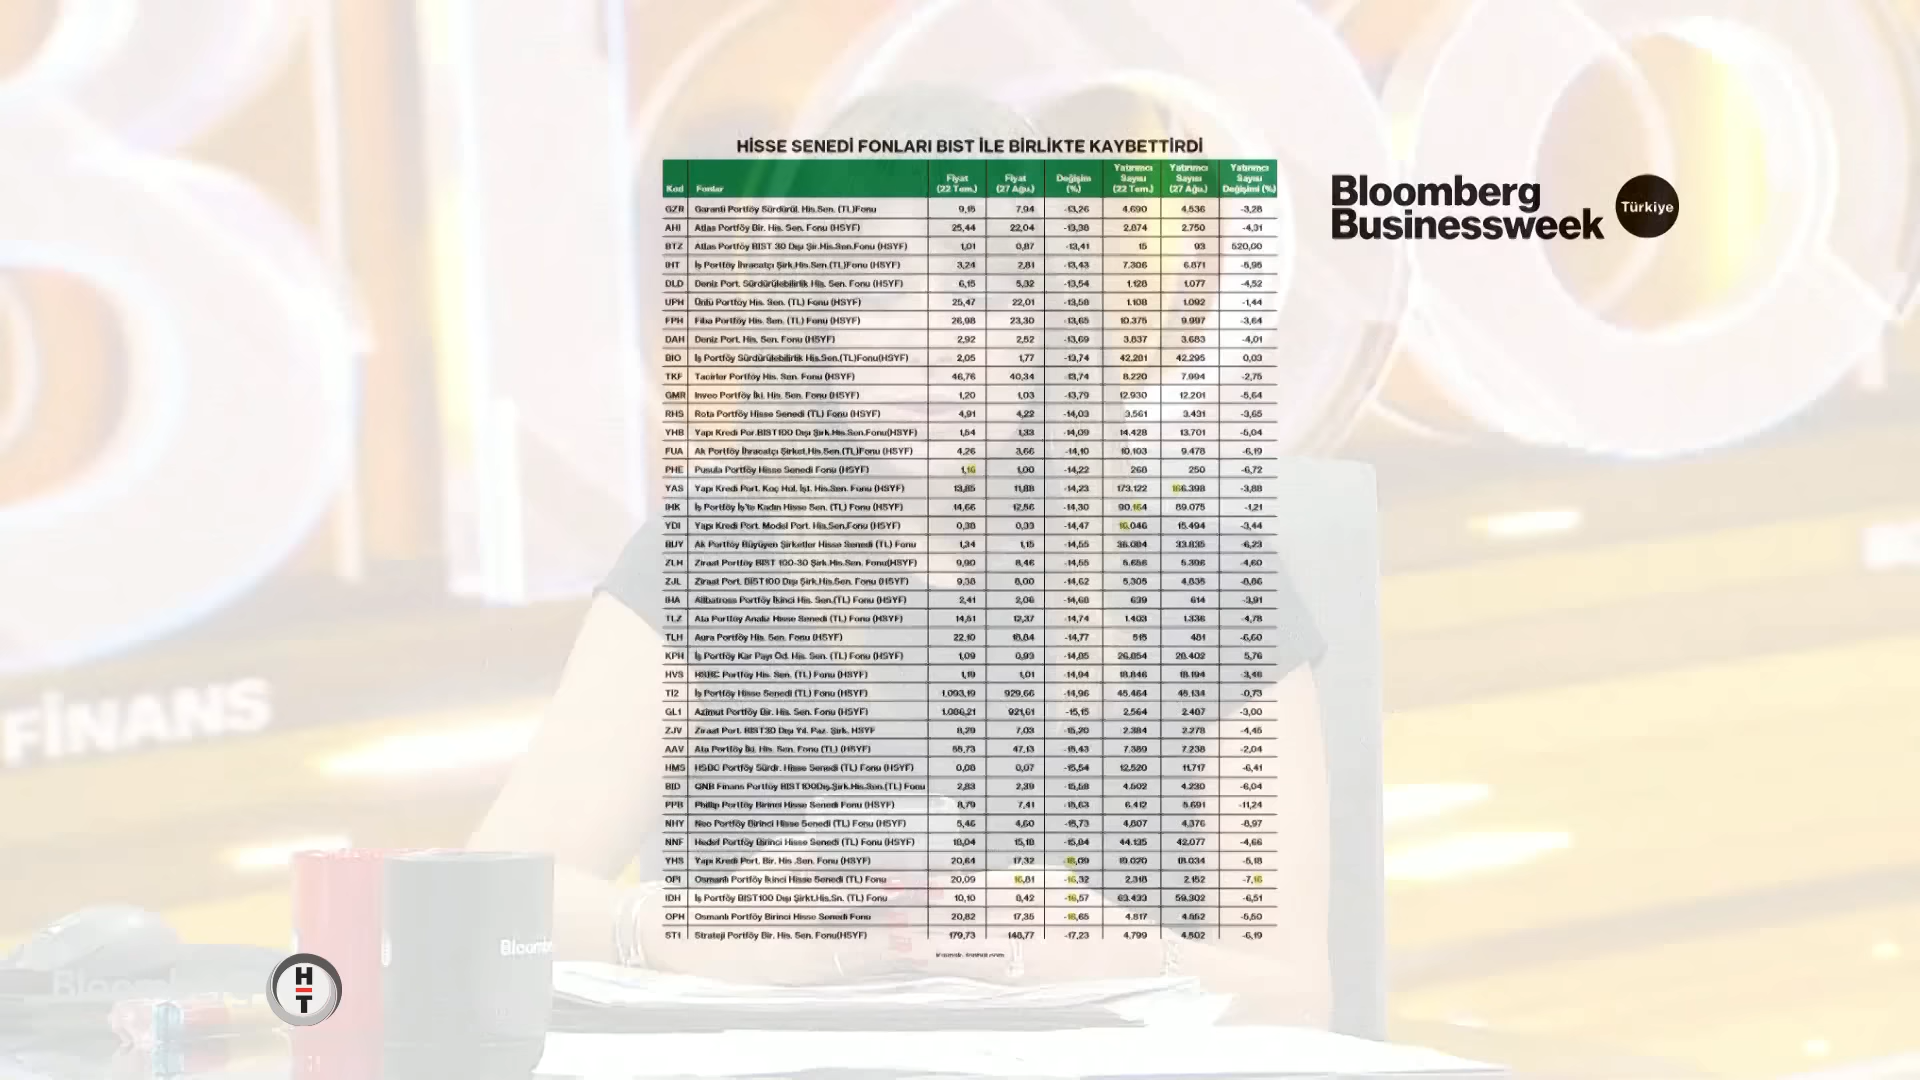 HİSSE SENEDİ FONLARI BIST İLE BİRLİKTE KAYBETTİRDİ
Kod Fonlar Fiyat (22 Tem.) Fiyat (27 Ağu.) Değişim (%) Yatırımcı Sayısı (22 Tem.) Yatırımcı Sayısı (27 Ağu.) Yatırımcı Sayısı Değişimi (%)
GZR Garanti Portföy Sürdürül. His.Sen. (TL)Fonu 9,15 7,94 -13,26 4.690 4.536 -3,28
AHI Atlas Portföy Bir. His. Sen. Fonu (HSYF) 25,44 22,04 -13,38 2.874 2.750 -4,31
BTZ Atlas Portföy BIST 30 Dışı Şir.His.Sen.Fonu (HSYF) 1,01 0,87 -13,41 15 93 520,00
IHT İş Portföy İhracatçı Şirk.His.Sen.(TL)Fonu (HSYF) 3,24 2,81 -13,43 7.306 6.871 -5,95
DLD Deniz Port. Sürdürülebilirlik His. Sen. Fonu (HSYF) 6,15 5,32 -13,54 1.128 1.077 -4,52
UPH Ünlü Portföy His. Sen. (TL) Fonu (HSYF) 25,47 22,01 -13,58 1.108 1.092 -1,44
FPH Fiba Portföy His. Sen. (TL) Fonu (HSYF) 26,98 23,30 -13,65 10.375 9.997 -3,64
DAH Deniz Port. His. Sen. Fonu (HSYF) 2,92 2,52 -13,69 3.837 3.683 -4,01
BIO İş Portföy Sürdürülebilirlik His.Sen.(TL)Fonu(HSYF) 2,05 1,77 -13,74 42.281 42.295 0,03
TKF Tacirler Portföy His. Sen. Fonu (HSYF) 46,76 40,34 -13,74 8.220 7.994 -2,75
GMR Inveo Portföy İki. His. Sen. Fonu (HSYF) 1,20 1,03 -13,79 12.930 12.201 -5,64
RHS Rota Portföy Hisse Senedi (TL) Fonu (HSYF) 4,91 4,22 -14,03 3.561 3.431 -3,65
YHB Yapı Kredi Por.BIST100 Dışı Şirk.His.Sen.Fonu(HSYF) 1,54 1,33 -14,09 14.428 13.701 -5,04
FUA Ak Portföy İhracatçı Şirket.His.Sen.(TL)Fonu (HSYF) 4,26 3,66 -14,10 10.103 9.478 -6,19
PHE Pusula Portföy Hisse Senedi Fonu (HSYF) 1,16 1,00 -14,22 268 250 -6,72
YAS Yapı Kredi Port. Koç Hol. İşt. His.Sen. Fonu (HSYF) 13,85 11,88 -14,23 173.122 166.398 -3,88
IHK İş Portföy İş'te Kadın Hisse Sen. (TL) Fonu (HSYF) 14,66 12,56 -14,30 90.164 89.075 -1,21
YDI Yapı Kredi Port. Model Port. His.Sen.Fonu (HSYF) 0,38 0,33 -14,47 16.046 15.494 -3,44
BUY Ak Portföy Büyüyen Şirketler Hisse Senedi (TL) Fonu 1,34 1,15 -14,55 36.084 33.835 -6,23
ZLH Ziraat Portföy BIST 100-30 Şirk.His.Sen. Fonu(HSYF) 9,90 8,46 -14,55 5.656 5.396 -4,60
ZJL Ziraat Port. BIST100 Dışı Şirk.His.Sen. Fonu (HSYF) 9,38 8,00 -14,62 5.305 4.835 -8,86
IHA Allbatross Portföy İkinci His. Sen.(TL) Fonu (HSYF) 2,41 2,06 -14,68 639 614 -3,91
TLZ Ata Portföy Analiz Hisse Senedi (TL) Fonu (HSYF) 14,51 12,37 -14,74 1.403 1.336 -4,78
TLH Aura Portföy His. Sen. Fonu (HSYF) 22,10 18,84 -14,77 515 481 -6,60
KPH İş Portföy Kar Payı Öd. His. Sen. (TL) Fonu (HSYF) 1,09 0,93 -14,85 26.854 28.402 5,76
HVS HSBC Portföy His. Sen. (TL) Fonu (HSYF) 1,19 1,01 -14,94 18.846 18.194 -3,46
TI2 İş Portföy Hisse Senedi (TL) Fonu (HSYF) 1.093,19 929,66 -14,96 45.464 45.134 -0,73
GL1 Azimut Portföy Bir. His. Sen. Fonu (HSYF) 1.086,21 921,61 -15,15 2.564 2.487 -3,00
ZJV Ziraat Port. BIST30 Dışı Yıl. Paz. Şirk. HSYF 8,29 7,03 -15,20 2.384 2.278 -4,45
AAV Ata Portföy İki. His. Sen. Fonu (TL) (HSYF) 55,73 47,13 -15,43 7.389 7.238 -2,04
HMS HSBC Portföy Sürdr. Hisse Senedi (TL) Fonu (HSYF) 0,08 0,07 -15,54 12.520 11.717 -6,41
BID QNB Finans Portföy BIST100Dış.Şirk.His.Sen.(TL) Fonu 2,83 2,39 -15,58 4.502 4.230 -6,04
PPB Phillip Portföy Birinci Hisse Senedi Fonu (HSYF) 8,79 7,41 -15,63 6.412 5.691 -11,24
NHY Neo Portföy Birinci Hisse Senedi (TL) Fonu (HSYF) 5,46 4,60 -15,73 4.807 4.376 -8,97
NNF Hedef Portföy Birinci Hisse Senedi (TL) Fonu (HSYF) 18,04 15,18 -15,84 44.135 42.077 -4,66
YHS Yapı Kredi Port. Bir. His .Sen. Fonu (HSYF) 20,64 17,32 -16,09 19.020 18.034 -5,18
OPI Osmanlı Portföy İkinci Hisse Senedi (TL) Fonu 20,09 16,81 -16,32 2.318 2.152 -7,16
IDH İş Portföy BIST100 Dışı Şirkt.His.Sn. (TL) Fonu 10,10 8,42 -16,57 63.433 59.302 -6,51
OPH Osmanlı Portföy Birinci Hisse Senedi Fonu 20,82 17,35 -16,65 4.817 4.552 -5,50
ST1 Strateji Portföy Bir. His. Sen. Fonu(HSYF) 179,73 148,77 -17,23 4.799 4.502 -6,19
Bloomberg
Businessweek
Türkiye
FİNANS
Bloomb
HT